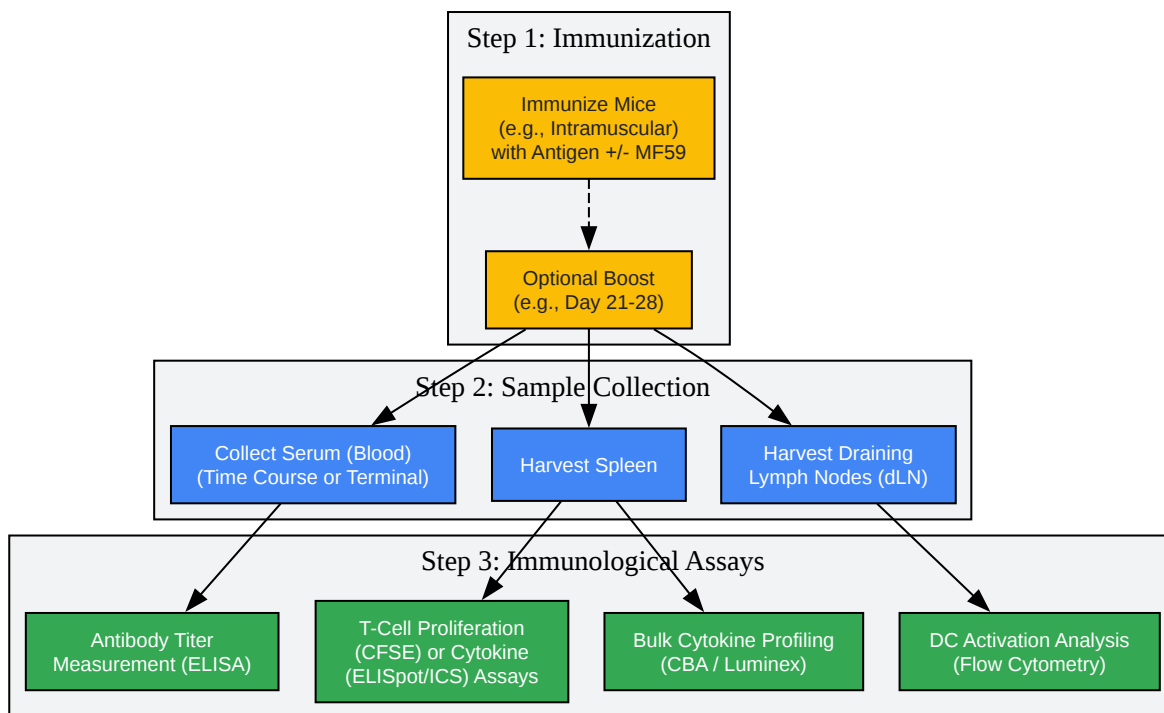 Step 1: Immunization
Immunize Mice
(e.g., Intramuscular)
with Antigen +/- MF59
Optional Boost
(e.g., Day 21-28)
Step 2: Sample Collection
Collect Serum (Blood)
(Time Course or Terminal)
Harvest Spleen
Harvest Draining
Lymph Nodes (dLN)
Step 3: Immunological Assays
Antibody Titer
Measurement (ELISA)
T-Cell Proliferation
(CFSE) or Cytokine
(ELISpot/ICS) Assays
Bulk Cytokine Profiling
(CBA / Luminex)
DC Activation Analysis
(Flow Cytometry)